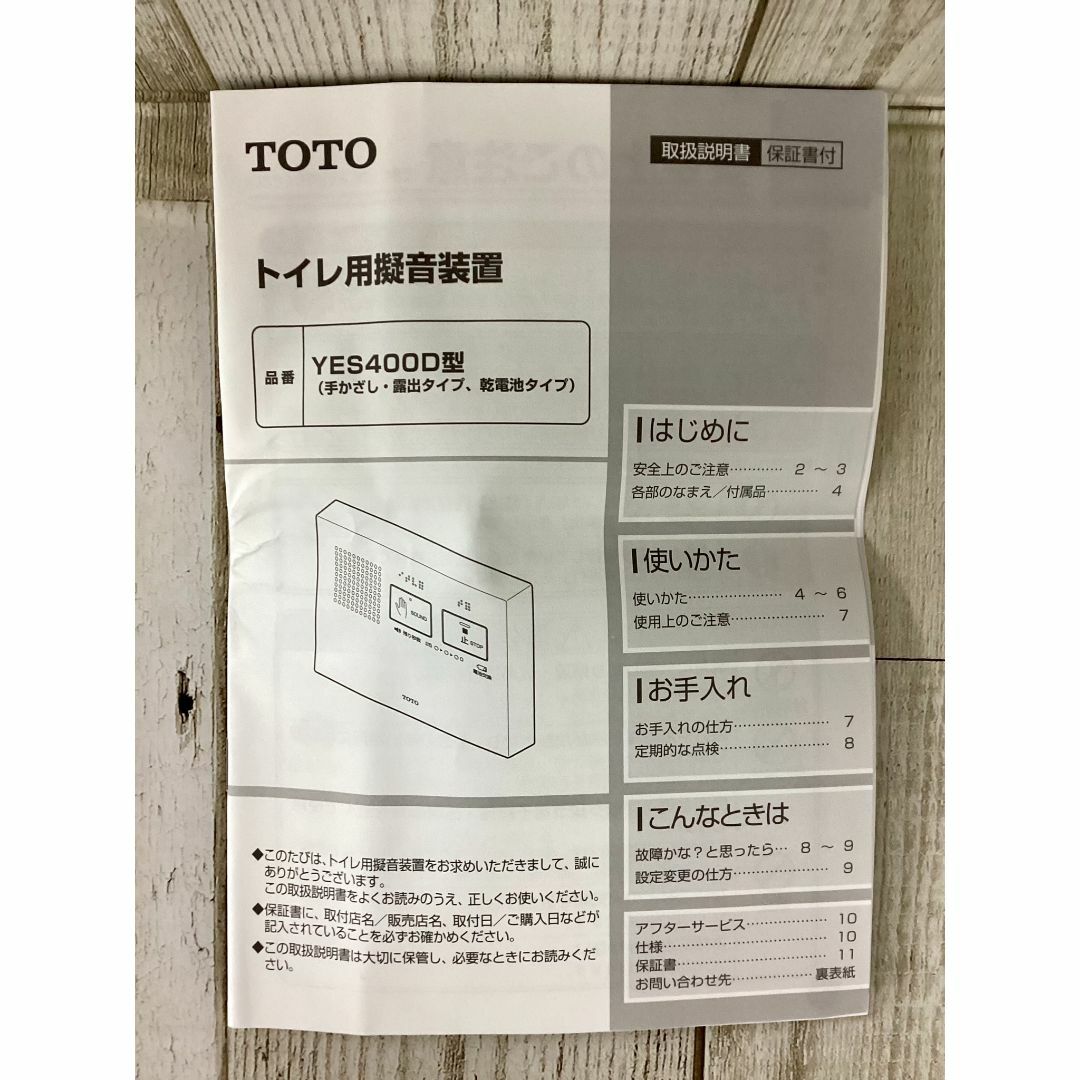 TOTO
取扱説明書 保証書付
トイレ用擬音装置
品番
YES400D型
(手かざし・露出タイプ、乾電池タイプ)
SOUND
止 STOP
電池交換
TOTO
◆このたびは、トイレ用擬音装置をお求めいただきまして、誠に
ありがとうございます。
この取扱説明書をよくお読みのうえ、正しくお使いください。
◆保証書に、取付店名／販売店名、取付日／ご購入日などが
記入されていることを必ずお確かめください。
◆この取扱説明書は大切に保管し、必要なときにお読みくだ
さい。
はじめに
安全上のご注意………… 2 ～ 3
各部のなまえ／付属品………… 4
使いかた
使いかた………………… 4 ～ 6
使用上のご注意………………… 7
お手入れ
お手入れの仕方………………… 7
定期的な点検…………………… 8
こんなときは
故障かな？と思ったら… 8 ～ 9
設定変更の仕方………………… 9
アフターサービス……………… 10
仕様……………………………… 10
保証書…………………………… 11
お問い合わせ先……………… 裏表紙